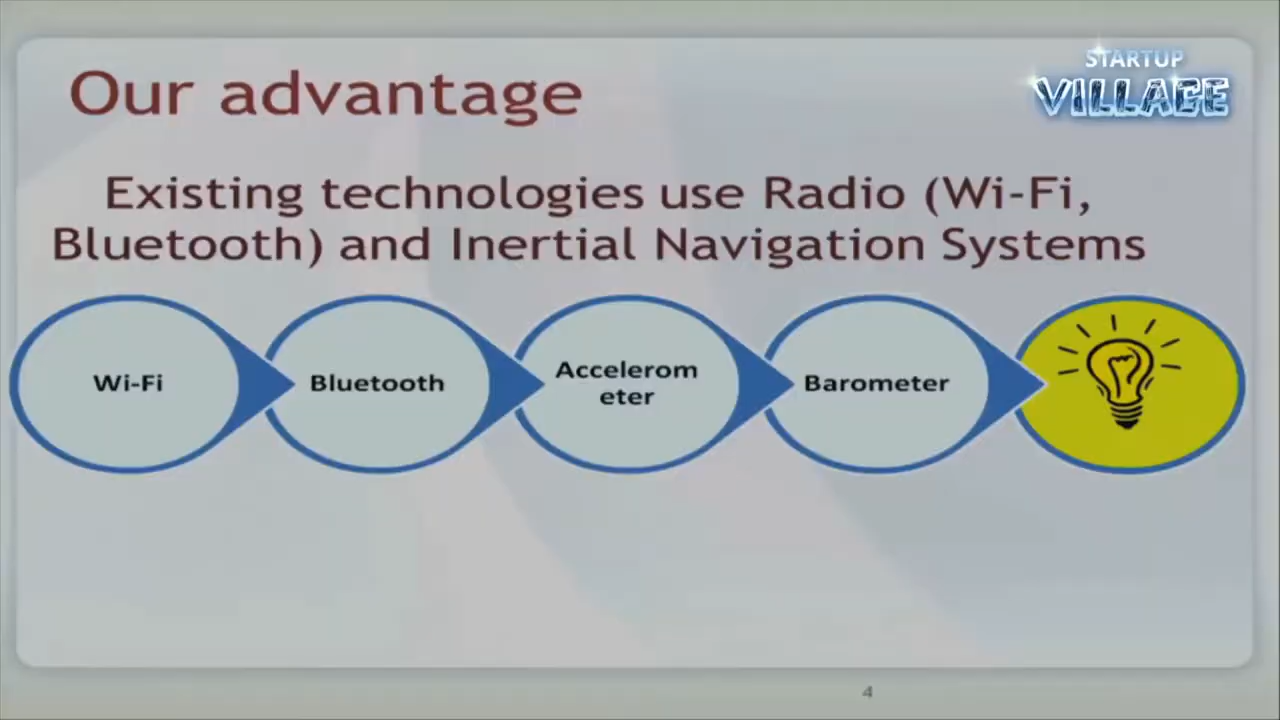 STARTUP
VILLAGE
Our advantage
Existing technologies use Radio (Wi-Fi,
Bluetooth) and Inertial Navigation Systems
Wi-Fi
Bluetooth
Accelerom
eter
Barometer
4